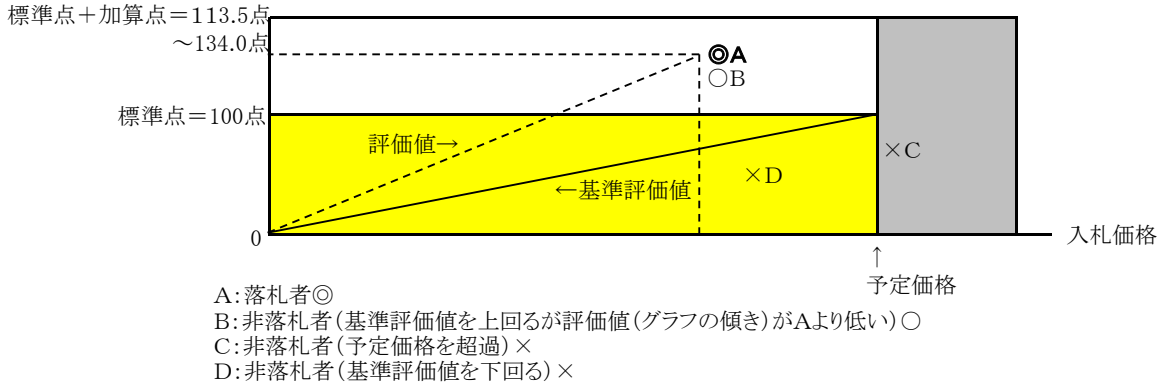 標準点＋加算点＝113.5点
～134.0点
◎A
○B
標準点＝100点
評価値→
×C
×D
←基準評価値
0
入札価格
↑
予定価格
A：落札者◎
B：非落札者（基準評価値を上回るが評価値（グラフの傾き）がAより低い）○
C：非落札者（予定価格を超過）×
D：非落札者（基準評価値を下回る）×